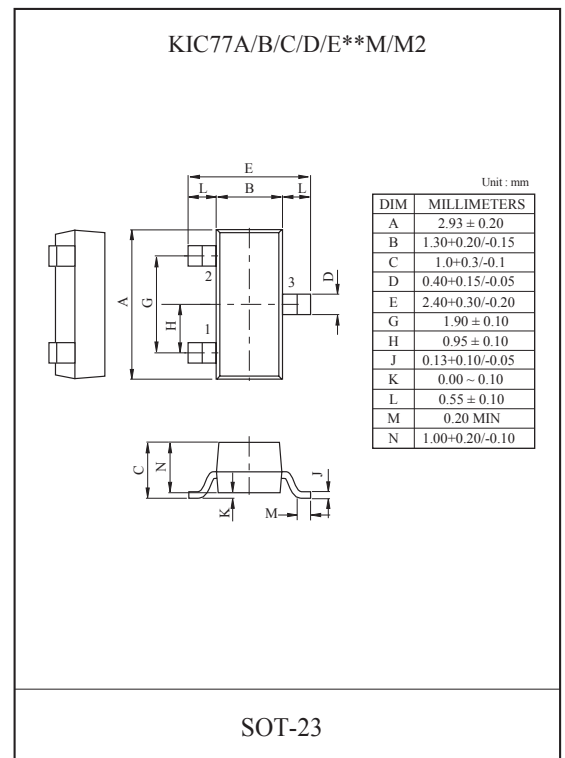 KIC77A/B/C/D/E**M/M2
E
L B L
2
3
D
A
G
H
1
C
N
J
K
M
Unit : mm
DIM MILLIMETERS
A 2.93 ± 0.20
B 1.30+0.20/-0.15
C 1.0+0.3/-0.1
D 0.40+0.15/-0.05
E 2.40+0.30/-0.20
G 1.90 ± 0.10
H 0.95 ± 0.10
J 0.13+0.10/-0.05
K 0.00 ~ 0.10
L 0.55 ± 0.10
M 0.20 MIN
N 1.00+0.20/-0.10
SOT-23